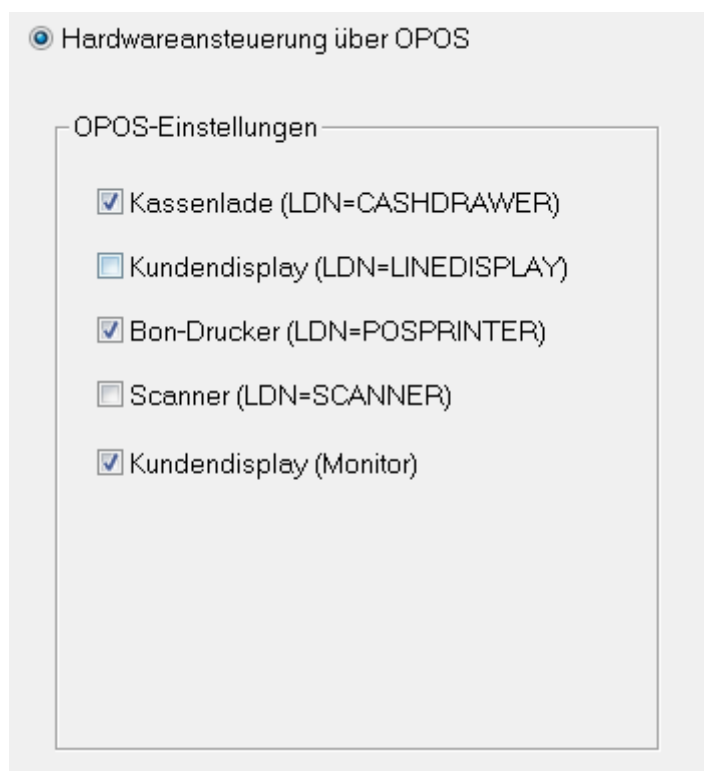 Hardwareansteuerung über OPOS
OPOS-Einstellungen
Kassenlade (LDN=CASHDRAWER)
Kundendisplay (LDN=LINEDISPLAY)
Bon-Drucker (LDN=POSPRINTER)
Scanner (LDN=SCANNER)
Kundendisplay (Monitor)